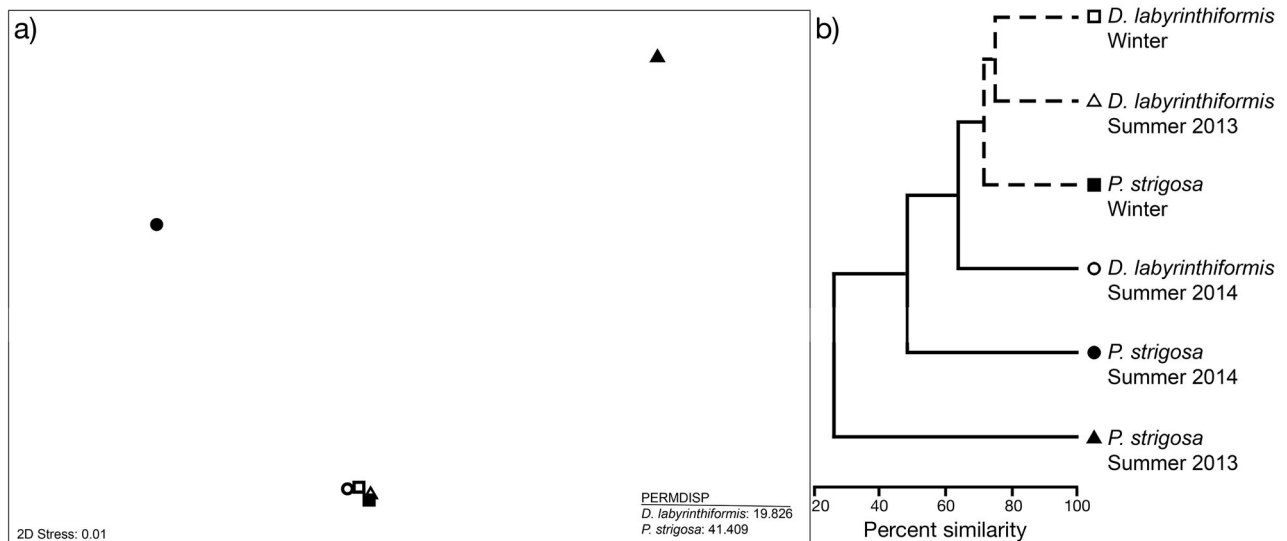 a)
2D Stress: 0.01
PERMDISP
D. labyrinthiformis: 19.826
P. strigosa: 41.409
b)
D. labyrinthiformis
Winter
D. labyrinthiformis
Summer 2013
P. strigosa
Winter
D. labyrinthiformis
Summer 2014
P. strigosa
Summer 2014
P. strigosa
Summer 2013
20 40 60 80 100
Percent similarity